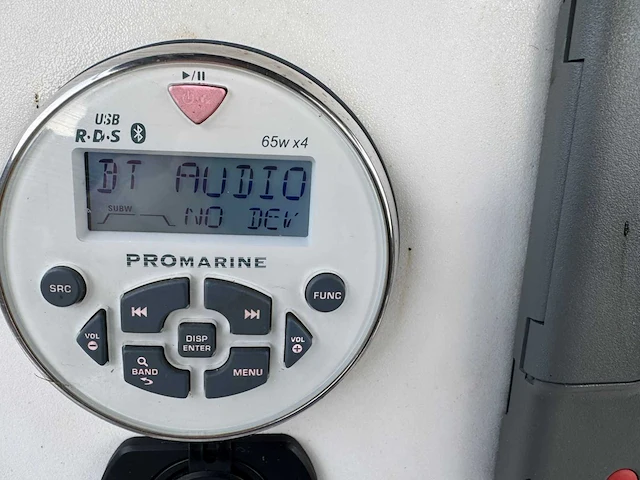 ▶/II
USB
R·D·S
65w x4
BT AUDIO
SUBW
NO DEV
PROMARINE
SRC
FUNC
VOL
VOL
DISP
ENTER
BAND
MENU